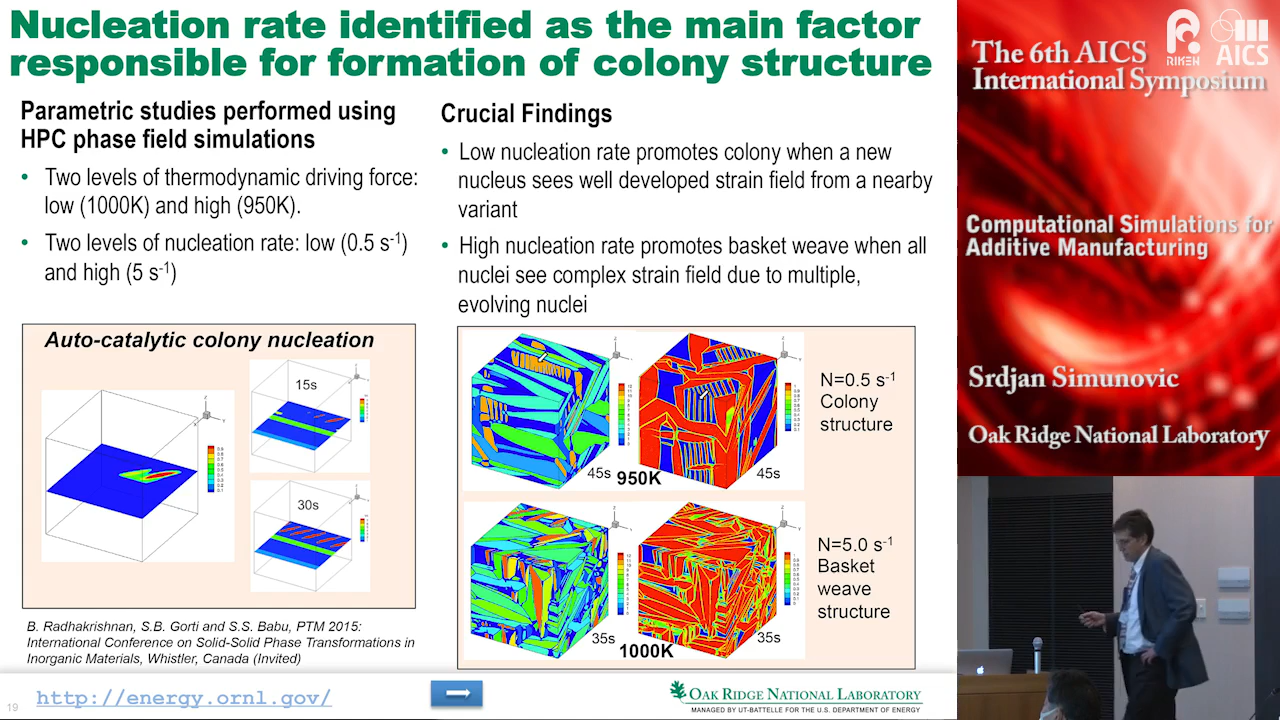 Nucleation rate identified as the main factor
responsible for formation of colony structure
Parametric studies performed using
HPC phase field simulations
• Two levels of thermodynamic driving force:
low (1000K) and high (950K).
• Two levels of nucleation rate: low (0.5 s-1)
and high (5 s-1)
Auto-catalytic colony nucleation
15s
30s
B. Radhakrishnan, S.B. Gorti and S.S. Babu, PTM 2015:
International Conference on Solid-Solid Phase Transformations in
Inorganic Materials, Whistler, Canada (Invited)
Crucial Findings
• Low nucleation rate promotes colony when a new
nucleus sees well developed strain field from a nearby
variant
• High nucleation rate promotes basket weave when all
nuclei see complex strain field due to multiple,
evolving nuclei
45s
950K
45s
N=0.5 s-1
Colony
structure
35s
1000K
35s
N=5.0 s-1
Basket
weave
structure
19
http://energy.ornl.gov/
OAK RIDGE NATIONAL LABORATORY
MANAGED BY UT-BATTELLE FOR THE U.S. DEPARTMENT OF ENERGY
RIKEN
AICS
The 6th AICS
International Symposium
Computational Simulations for
Additive Manufacturing
Srdjan Simunovic
Oak Ridge National Laboratory